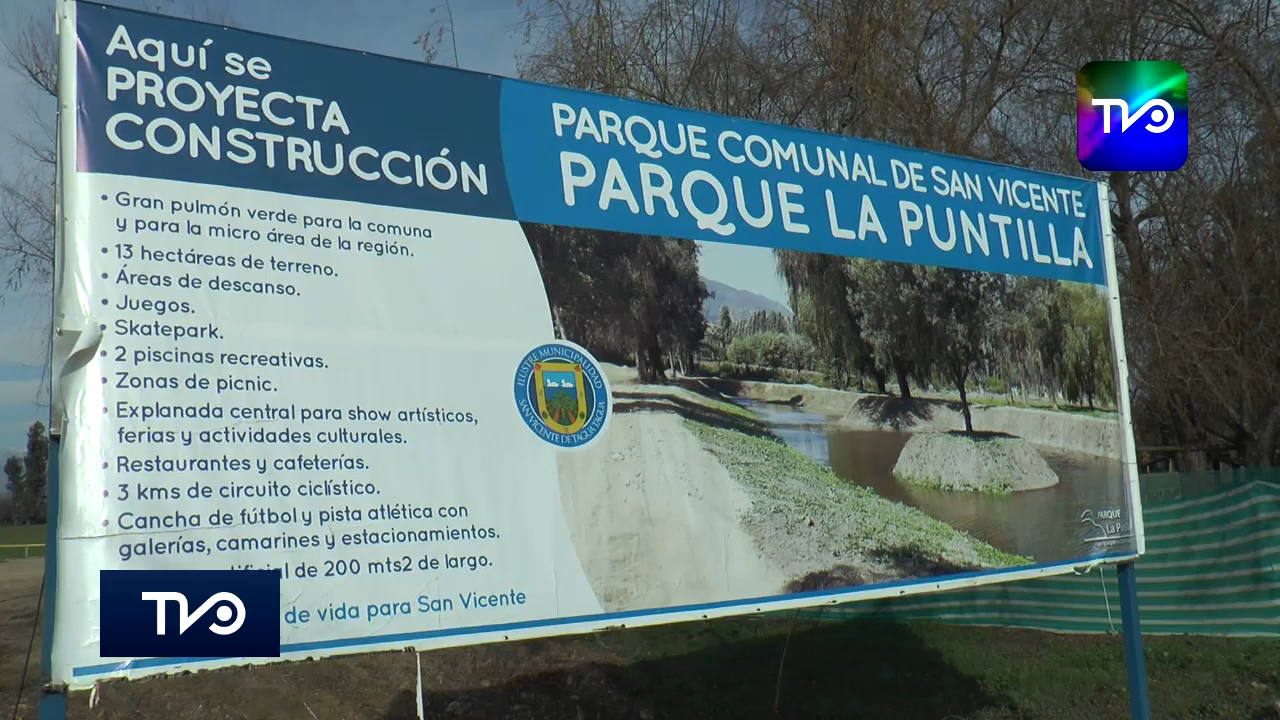 Aquí se
PROYECTA
CONSTRUCCIÓN
PARQUE COMUNAL DE SAN VICENTE
PARQUE LA PUNTILLA
TVO
• Gran pulmón verde para la comuna
y para la micro área de la región.
• 13 hectáreas de terreno.
• Áreas de descanso.
• Juegos.
• Skatepark.
• 2 piscinas recreativas.
• Zonas de picnic.
• Explanada central para show artísticos,
ferias y actividades culturales.
• Restaurantes y cafeterías.
• 3 kms de circuito ciclístico.
• Cancha de fútbol y pista atlética con
galerías, camarines y estacionamientos.
de 200 mts2 de largo.
de vida para San Vicente
ILUSTRE MUNICIPALIDAD
SAN VICENTE DE TAGUA TAGUA
PARQUE
La P
TVO